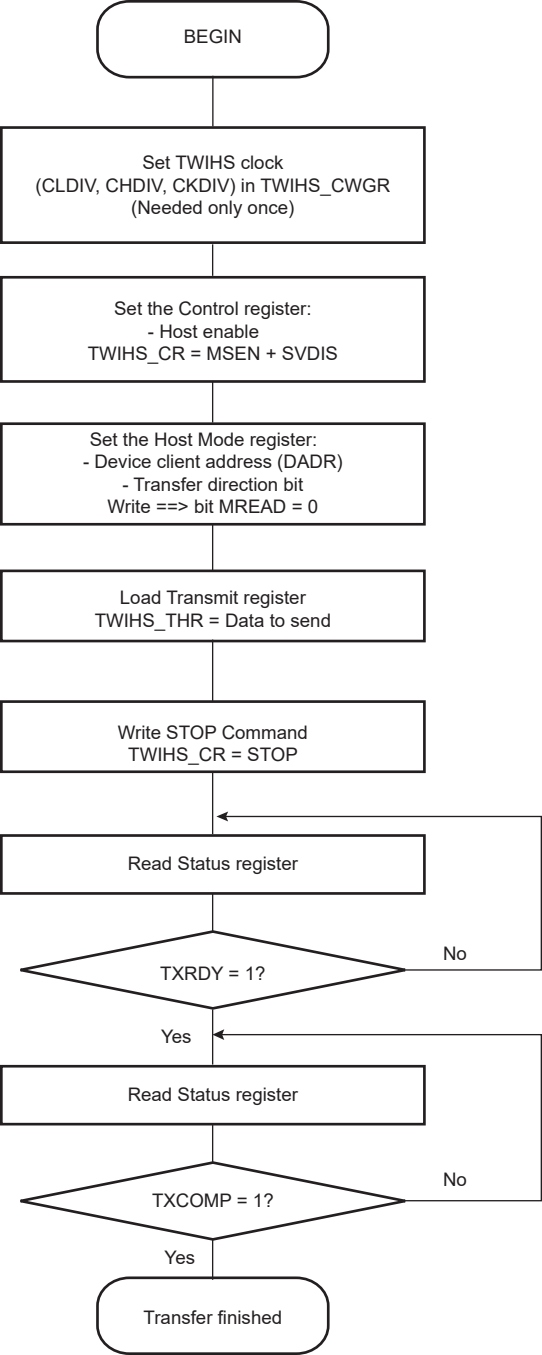 BEGIN
Set TWIHS clock
(CLDIV, CHDIV, CKDIV) in TWIHS_CWGR
(Needed only once)
Set the Control register:
- Host enable
TWIHS_CR = MSEN + SVDIS
Set the Host Mode register:
- Device client address (DADR)
- Transfer direction bit
Write ==> bit MREAD = 0
Load Transmit register
TWIHS_THR = Data to send
Write STOP Command
TWIHS_CR = STOP
Read Status register
No
TXRDY = 1?
Yes
Read Status register
No
TXCOMP = 1?
Yes
Transfer finished